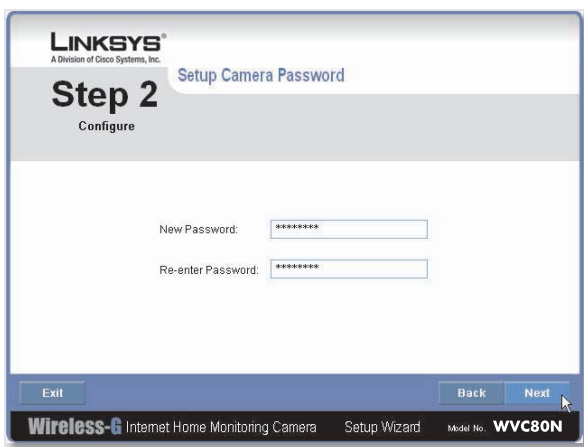 LINKSYS®
A Division of Cisco Systems, Inc.
Setup Camera Password
Step 2
Configure
New Password: ********
Re-enter Password: ********
Exit
Back
Next
Wireless-G Internet Home Monitoring Camera Setup Wizard Model No. WVC80N